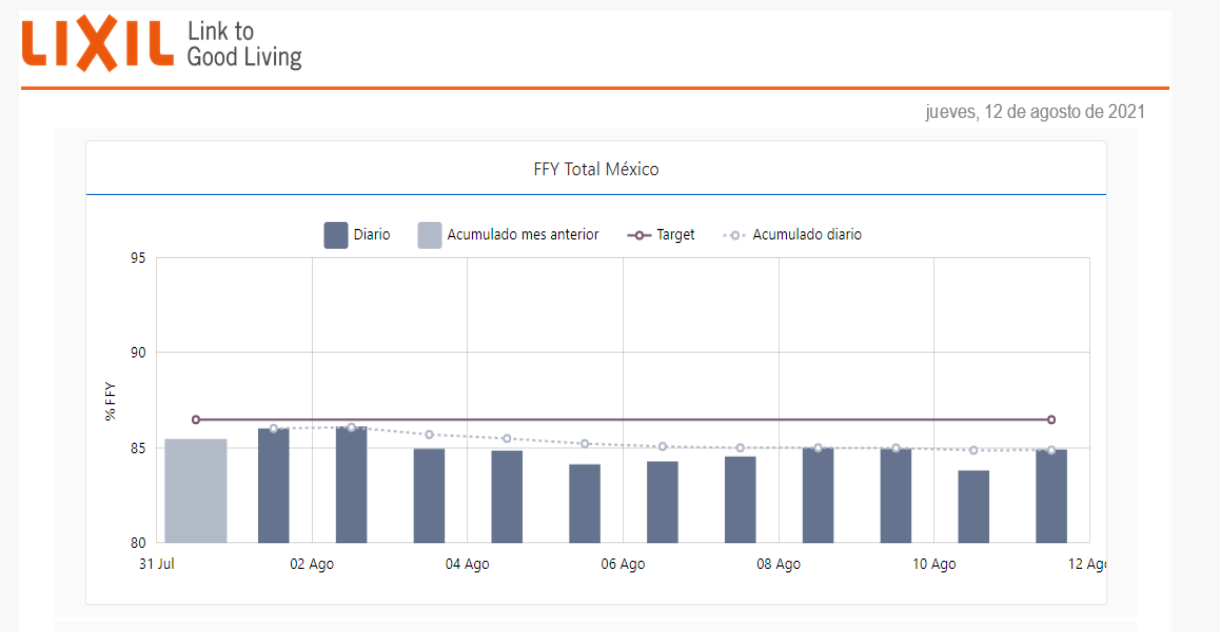 LIXIL
Link to
Good Living
jueves, 12 de agosto de 2021
FFY Total México
Diario
Acumulado mes anterior
Target
Acumulado diario
% FFY
95
90
85
80
31 Jul
02 Ago
04 Ago
06 Ago
08 Ago
10 Ago
12 Ago